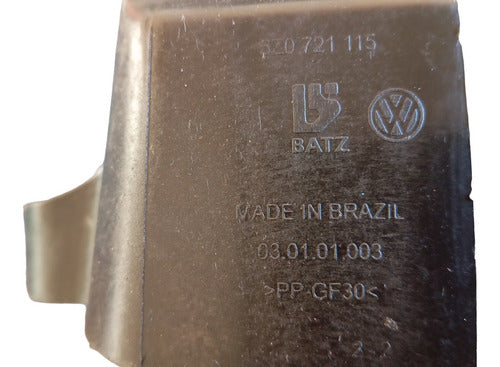 5Z0 721 115
BATZ
MADE IN BRAZIL
03.01.01.003
>PP-GF30<